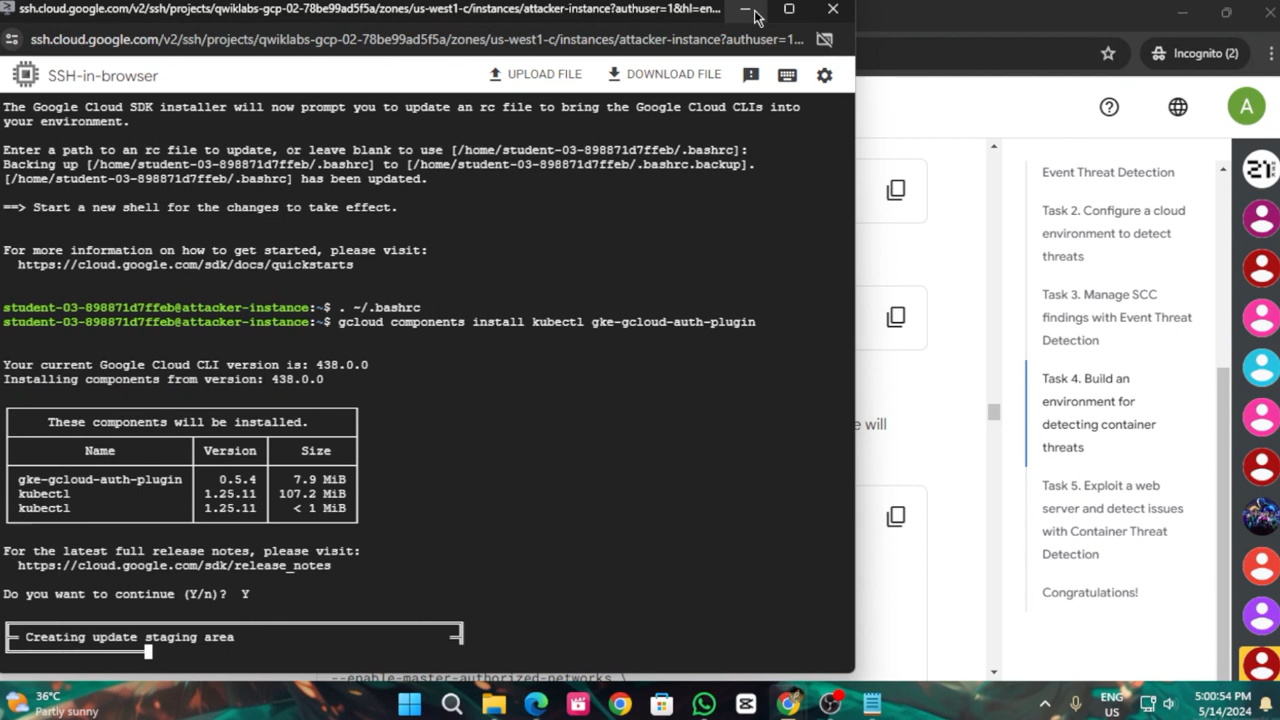 ssh.cloud.google.com/v2/ssh/projects/qwiklabs-gcp-02-78be99ad5f5a/zones/us-west1-c/instances/attacker-instance?authuser=1&hl=en...
ssh.cloud.google.com/v2/ssh/projects/qwiklabs-gcp-02-78be99ad5f5a/zones/us-west1-c/instances/attacker-instance?authuser=1...
Incognito (2)
SSH-in-browser
UPLOAD FILE
DOWNLOAD FILE
A
The Google Cloud SDK installer will now prompt you to update an rc file to bring the Google Cloud CLIs into
your environment.
Enter a path to an rc file to update, or leave blank to use [/home/student-03-898871d7ffeb/.bashrc]:
Backing up [/home/student-03-898871d7ffeb/.bashrc] to [/home/student-03-898871d7ffeb/.bashrc.backup].
[/home/student-03-898871d7ffeb/.bashrc] has been updated.
==> Start a new shell for the changes to take effect.
For more information on how to get started, please visit:
https://cloud.google.com/sdk/docs/quickstarts
student-03-898871d7ffeb@attacker-instance:~$ . ~/.bashrc
student-03-898871d7ffeb@attacker-instance:~$ gcloud components install kubectl gke-gcloud-auth-plugin
Your current Google Cloud CLI version is: 438.0.0
Installing components from version: 438.0.0
These components will be installed.
Name Version Size
gke-gcloud-auth-plugin 0.5.4 7.9 MiB
kubectl 1.25.11 107.2 MiB
kubectl 1.25.11 < 1 MiB
For the latest full release notes, please visit:
https://cloud.google.com/sdk/release_notes
Do you want to continue (Y/n)? Y
Creating update staging area
e will
--enable-master-authorized-networks \
Event Threat Detection
Task 2. Configure a cloud
environment to detect
threats
Task 3. Manage SCC
findings with Event Threat
Detection
Task 4. Build an
environment for
detecting container
threats
Task 5. Exploit a web
server and detect issues
with Container Threat
Detection
Congratulations!
21
36°C
Partly sunny
ENG
US
5:00:54 PM
5/14/2024